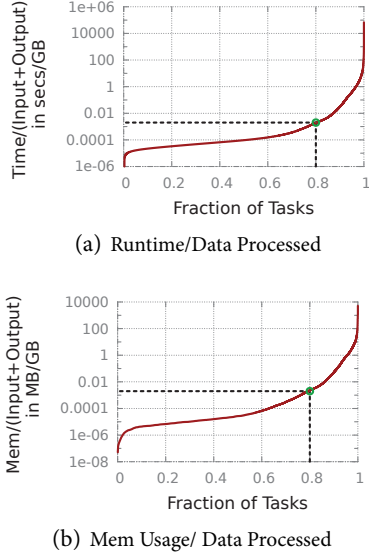 Time/(Input+Output)
in secs/GB
1e+06
10000
100
1
0.01
0.0001
1e-06
0 0.2 0.4 0.6 0.8 1
Fraction of Tasks
(a) Runtime/Data Processed
Mem/(Input+Output)
in MB/GB
10000
100
1
0.01
0.0001
1e-06
1e-08
0 0.2 0.4 0.6 0.8 1
Fraction of Tasks
(b) Mem Usage/ Data Processed